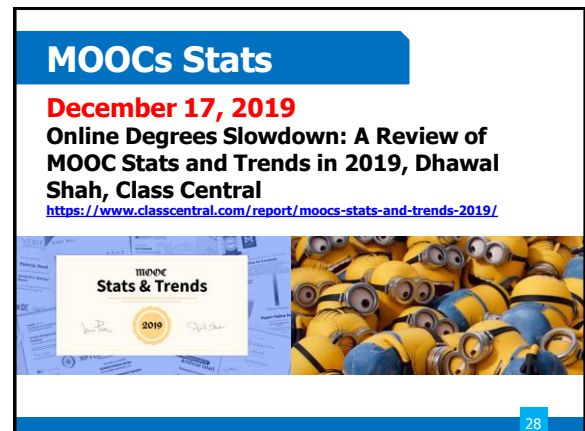 MOOCs Stats
December 17, 2019
Online Degrees Slowdown: A Review of
MOOC Stats and Trends in 2019, Dhawal
Shah, Class Central
https://www.classcentral.com/report/moocs-stats-and-trends-2019/
MOOC
Stats & Trends
2019
28